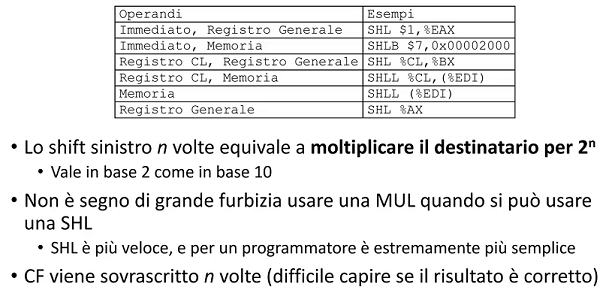 Operandi Esempi
Immediato, Registro Generale SHL $1,%EAX
Immediato, Memoria SHLB $7,0x00002000
Registro CL, Registro Generale SHL %CL,%BX
Registro CL, Memoria SHLL %CL,(%EDI)
Memoria SHLL (%EDI)
Registro Generale SHL %AX
• Lo shift sinistro n volte equivale a moltiplicare il destinatario per 2ⁿ
• Vale in base 2 come in base 10
• Non è segno di grande furbizia usare una MUL quando si può usare
una SHL
• SHL è più veloce, e per un programmatore è estremamente più semplice
• CF viene sovrascritto n volte (difficile capire se il risultato è corretto)